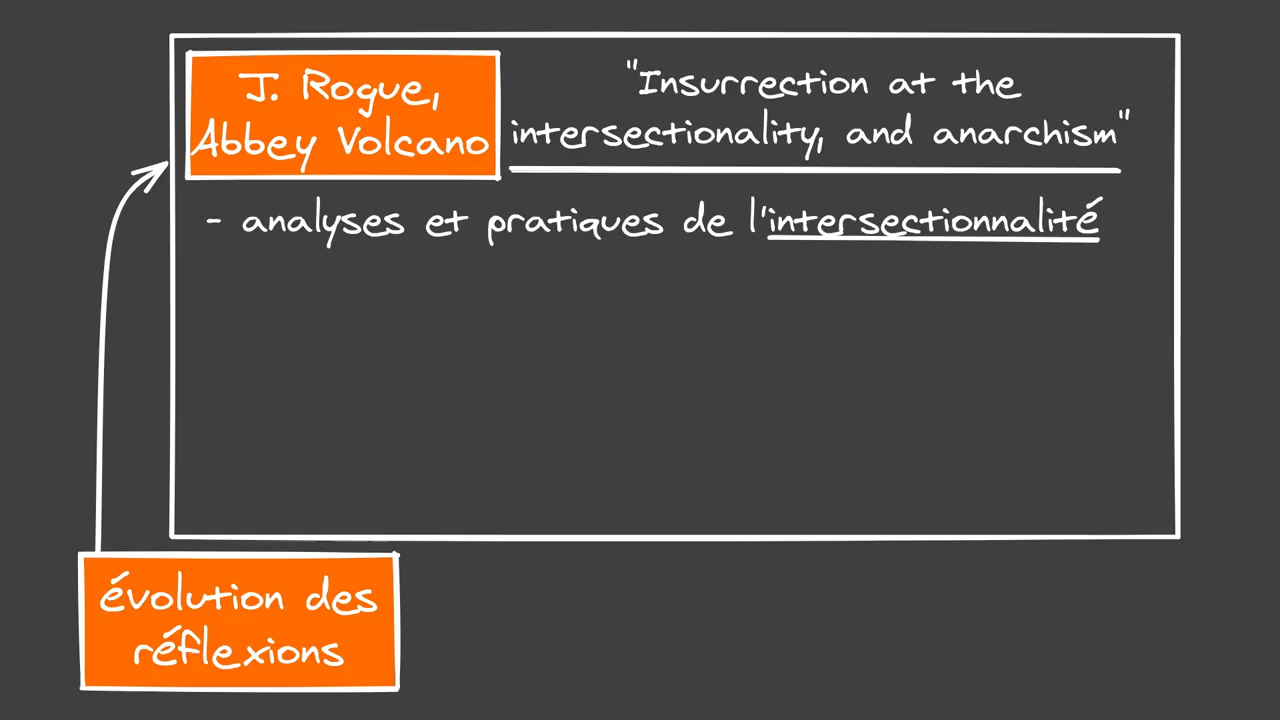 J. Rogue,
Abbey Volcano
"Insurrection at the
intersectionality, and anarchism"
- analyses et pratiques de l'intersectionnalité
évolution des
réflexions